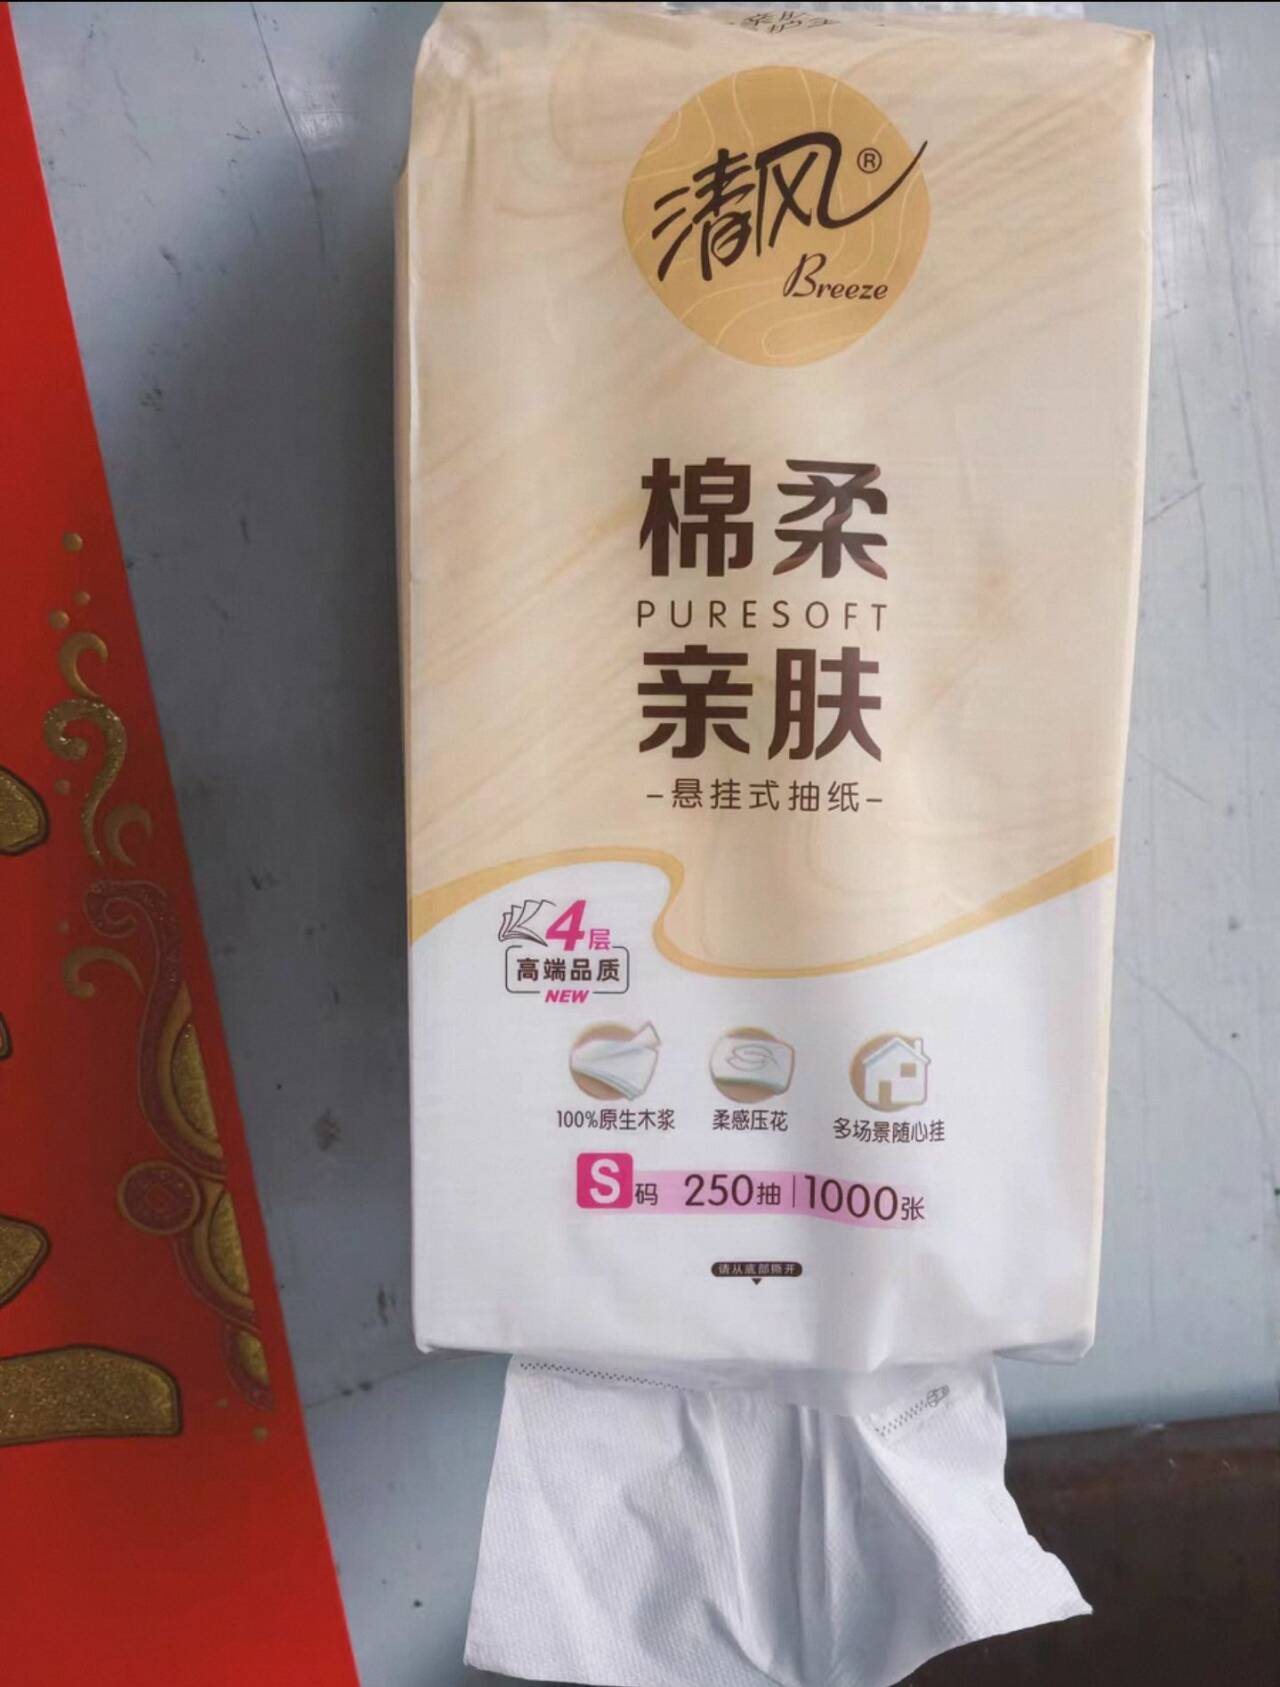 清风®
Breeze
棉柔
PURESOFT
亲肤
-悬挂式抽纸-
4层
高端品质
NEW
100%原生木浆 柔感压花 多场景随心挂
S码 250抽|1000张
请从底部撕开